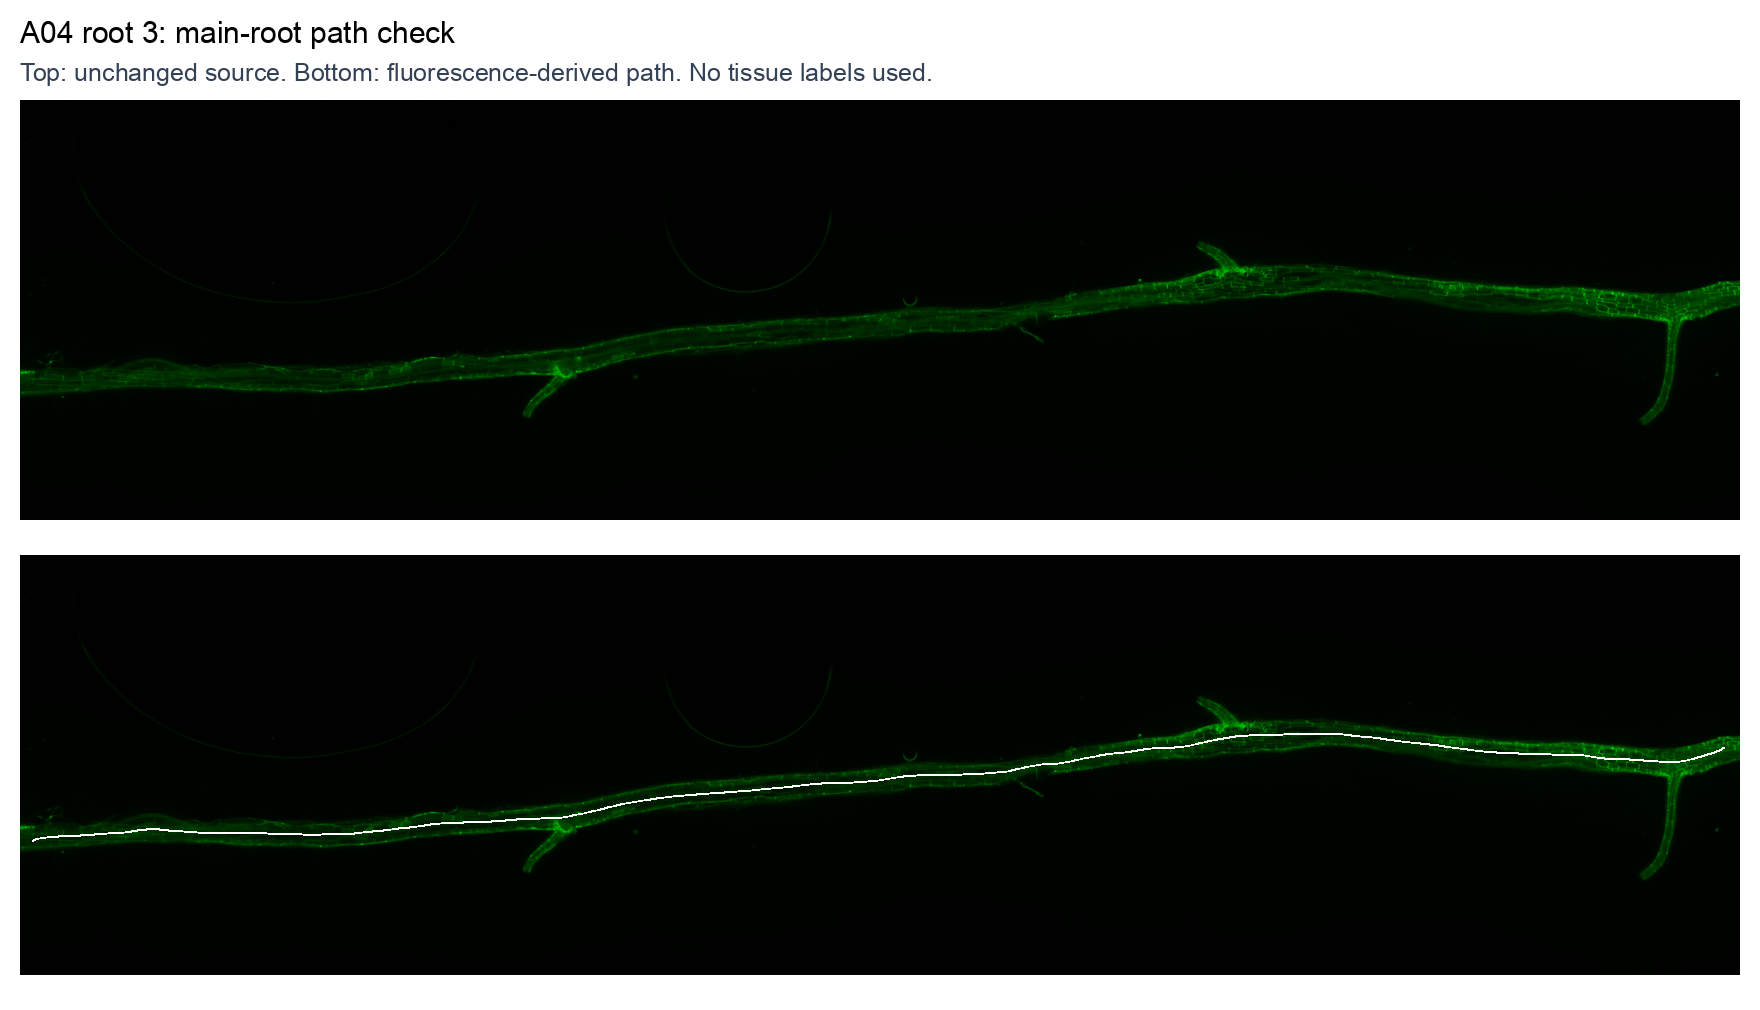 A04 root 3: main-root path check
Top: unchanged source. Bottom: fluorescence-derived path. No tissue labels used.